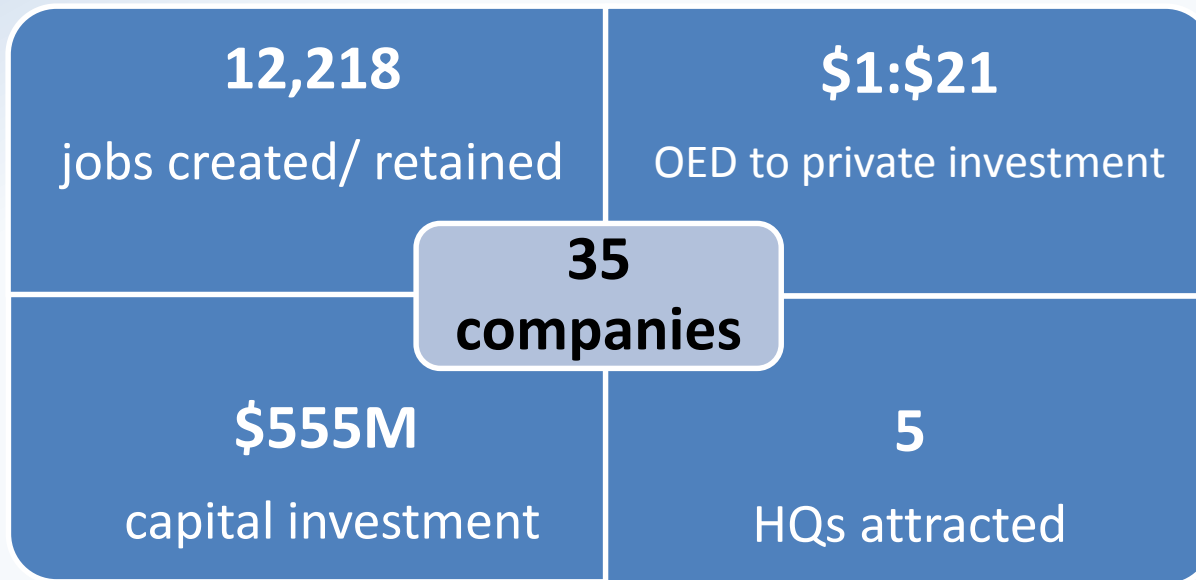 12,218
jobs created/ retained
$1:$21
OED to private investment
35
companies
$555M
capital investment
5
HQs attracted